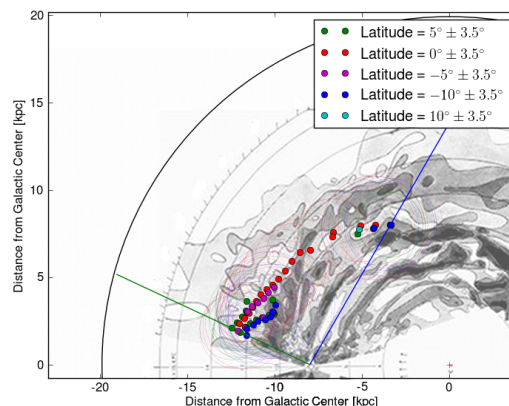 20
15
10
5
0
Distance from Galactic Center [kpc]
Latitude = 5° ± 3.5°
Latitude = 0° ± 3.5°
Latitude = −5° ± 3.5°
Latitude = −10° ± 3.5°
Latitude = 10° ± 3.5°
−20
−15
−10
−5
0
Distance from Galactic Center [kpc]